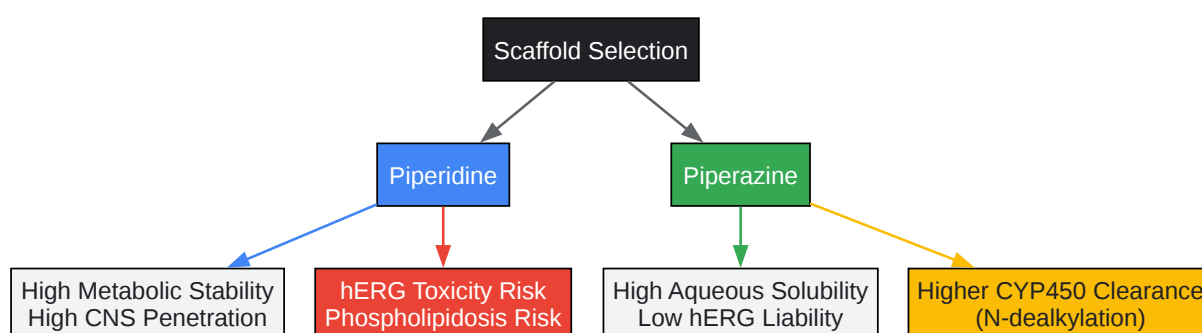 Scaffold Selection
Piperidine
Piperazine
High Metabolic Stability
High CNS Penetration
hERG Toxicity Risk
Phospholipidosis Risk
High Aqueous Solubility
Low hERG Liability
Higher CYP450 Clearance
(N-dealkylation)